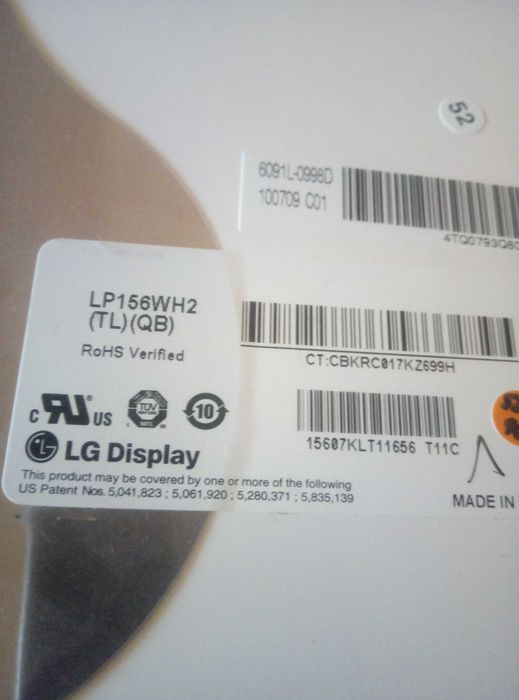 52
6091L-0998D
100709 C01
4TQ0793Q80
LP156WH2
(TL)(QB)
RoHS Verified
CT:CBKRC017KZ699H
15607KLT11656 T11C
c RU® US
TÜV
10
LG Display
This product may be covered by one or more of the following
US Patent Nos. 5,041,823 ; 5,061,920 ; 5,280,371 ; 5,835,139
MADE IN